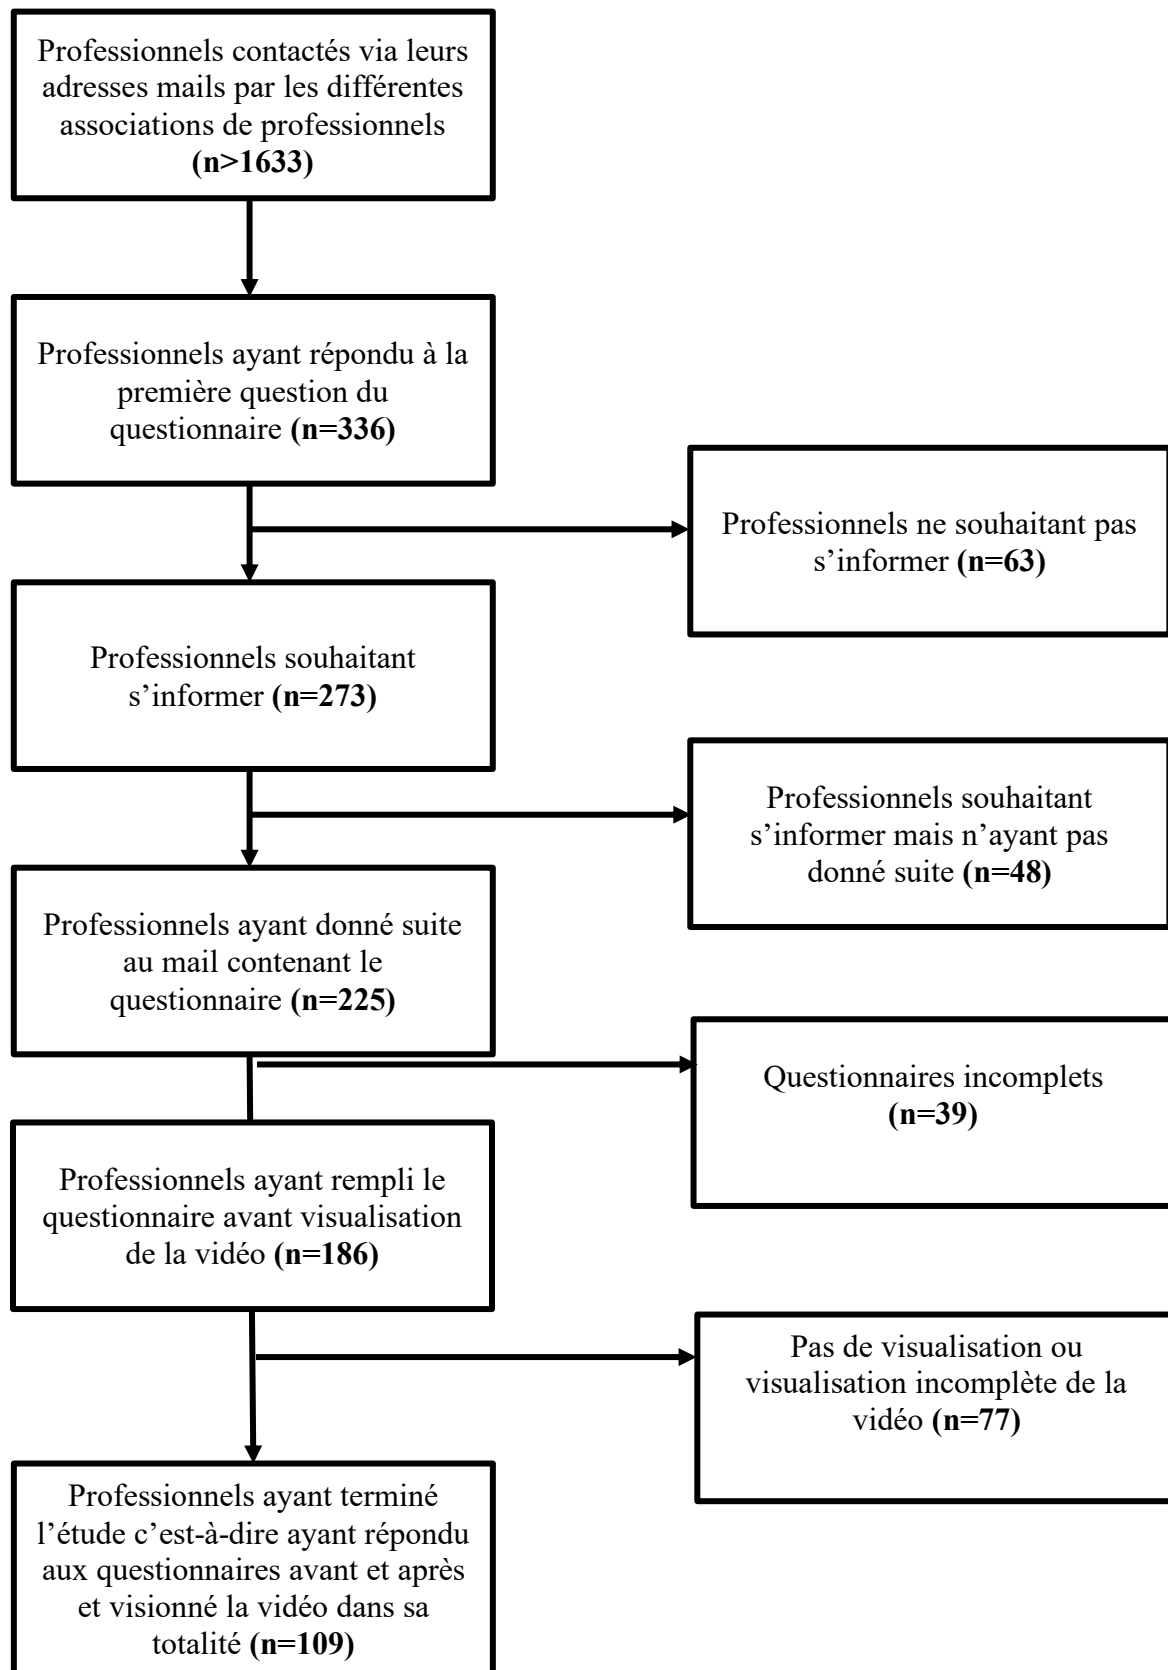 Professionnels contactés via leurs
adresses mails par les différentes
associations de professionnels
(n>1633)
Professionnels ayant répondu à la
première question du
questionnaire (n=336)
Professionnels ne souhaitant pas
s’informer (n=63)
Professionnels souhaitant
s’informer (n=273)
Professionnels souhaitant
s’informer mais n’ayant pas
donné suite (n=48)
Professionnels ayant donné suite
au mail contenant le
questionnaire (n=225)
Questionnaires incomplets
(n=39)
Professionnels ayant rempli le
questionnaire avant visualisation
de la vidéo (n=186)
Pas de visualisation ou
visualisation incomplète de la
vidéo (n=77)
Professionnels ayant terminé
l’étude c’est-à-dire ayant répondu
aux questionnaires avant et après
et visionné la vidéo dans sa
totalité (n=109)